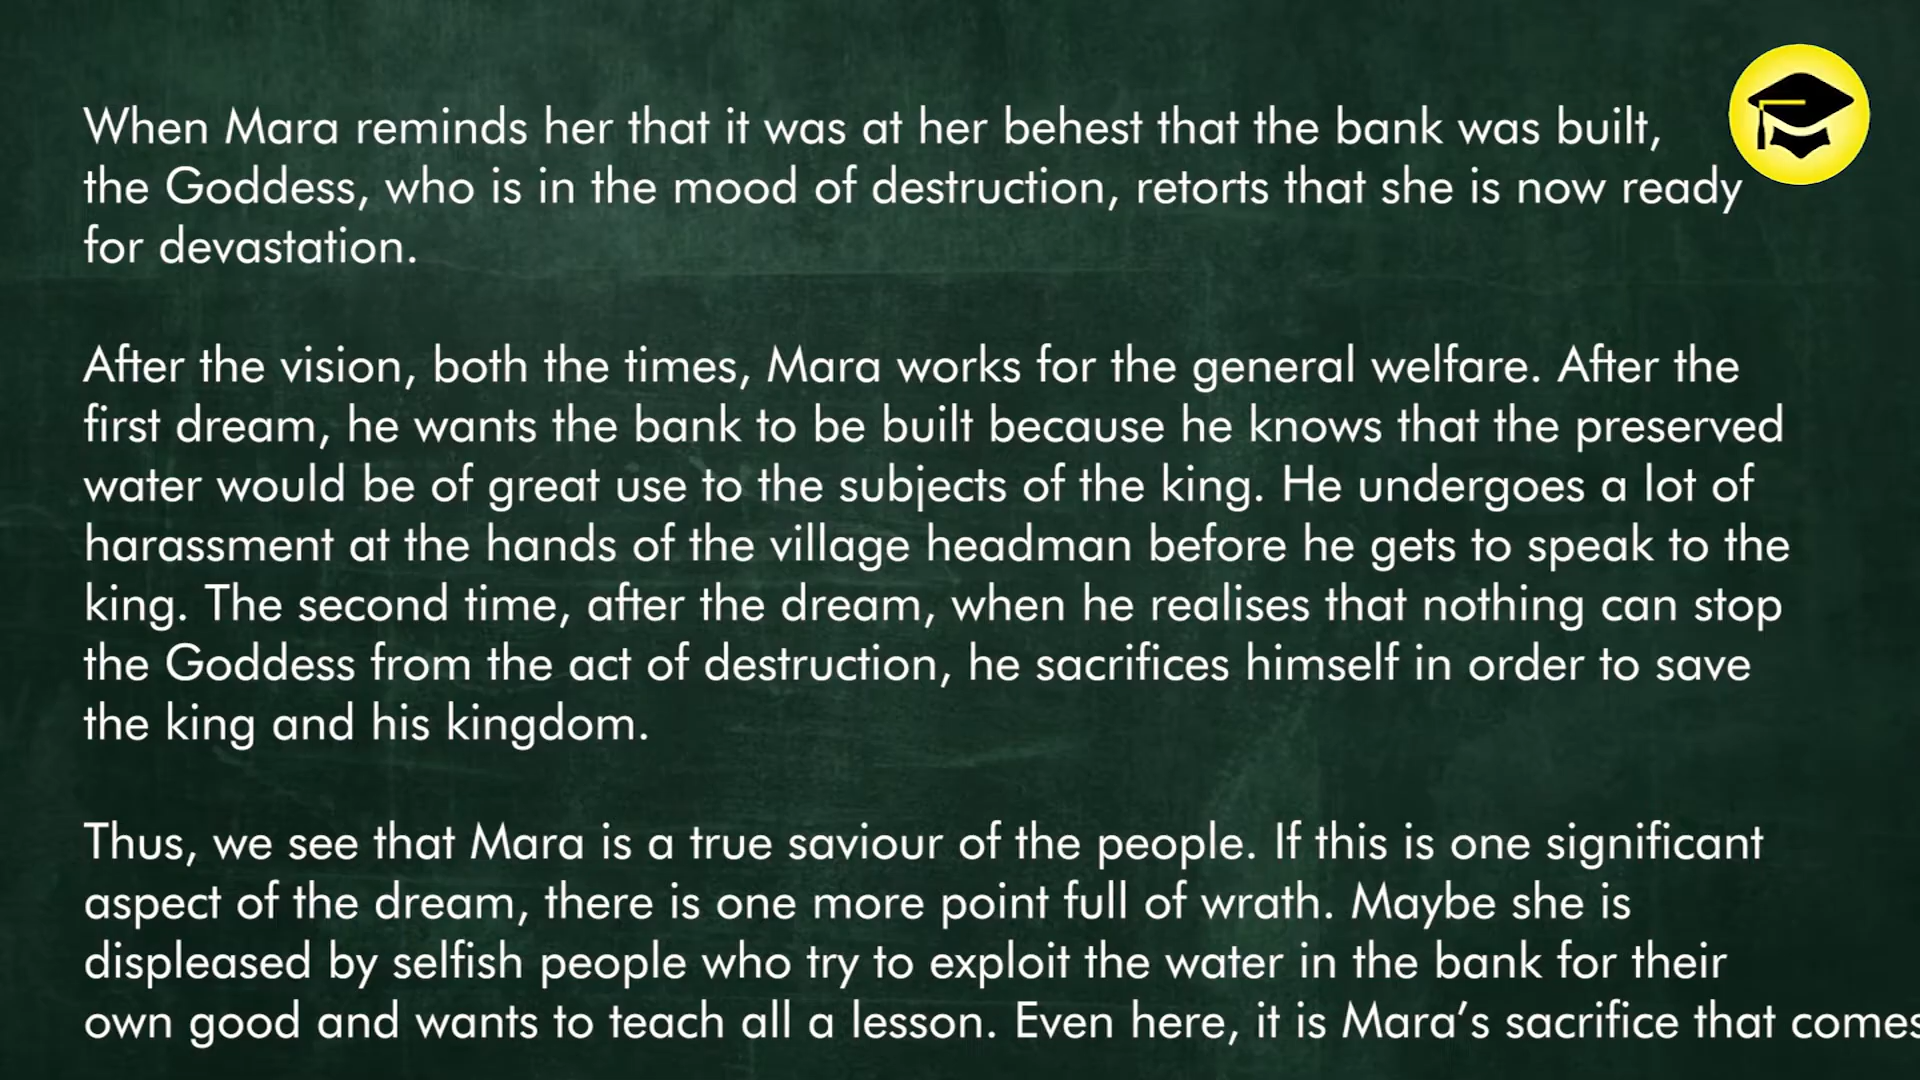 When Mara reminds her that it was at her behest that the bank was built,
the Goddess, who is in the mood of destruction, retorts that she is now ready
for devastation.
After the vision, both the times, Mara works for the general welfare. After the
first dream, he wants the bank to be built because he knows that the preserved
water would be of great use to the subjects of the king. He undergoes a lot of
harassment at the hands of the village headman before he gets to speak to the
king. The second time, after the dream, when he realises that nothing can stop
the Goddess from the act of destruction, he sacrifices himself in order to save
the king and his kingdom.
Thus, we see that Mara is a true saviour of the people. If this is one significant
aspect of the dream, there is one more point full of wrath. Maybe she is
displeased by selfish people who try to exploit the water in the bank for their
own good and wants to teach all a lesson. Even here, it is Mara’s sacrifice that comes